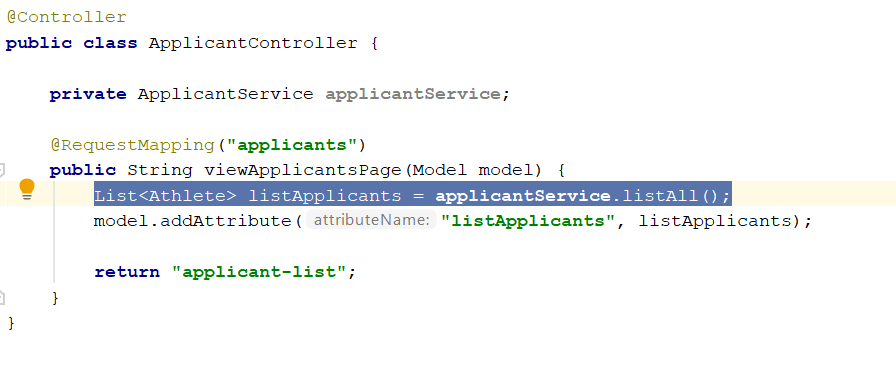 @Controller
public class ApplicantController {
private ApplicantService applicantService;
@RequestMapping("applicants")
public String viewApplicantsPage(Model model) {
List<Athlete> listApplicants = applicantService.listAll();
model.addAttribute( attributeName: "listApplicants", listApplicants);
return "applicant-list";
}
}